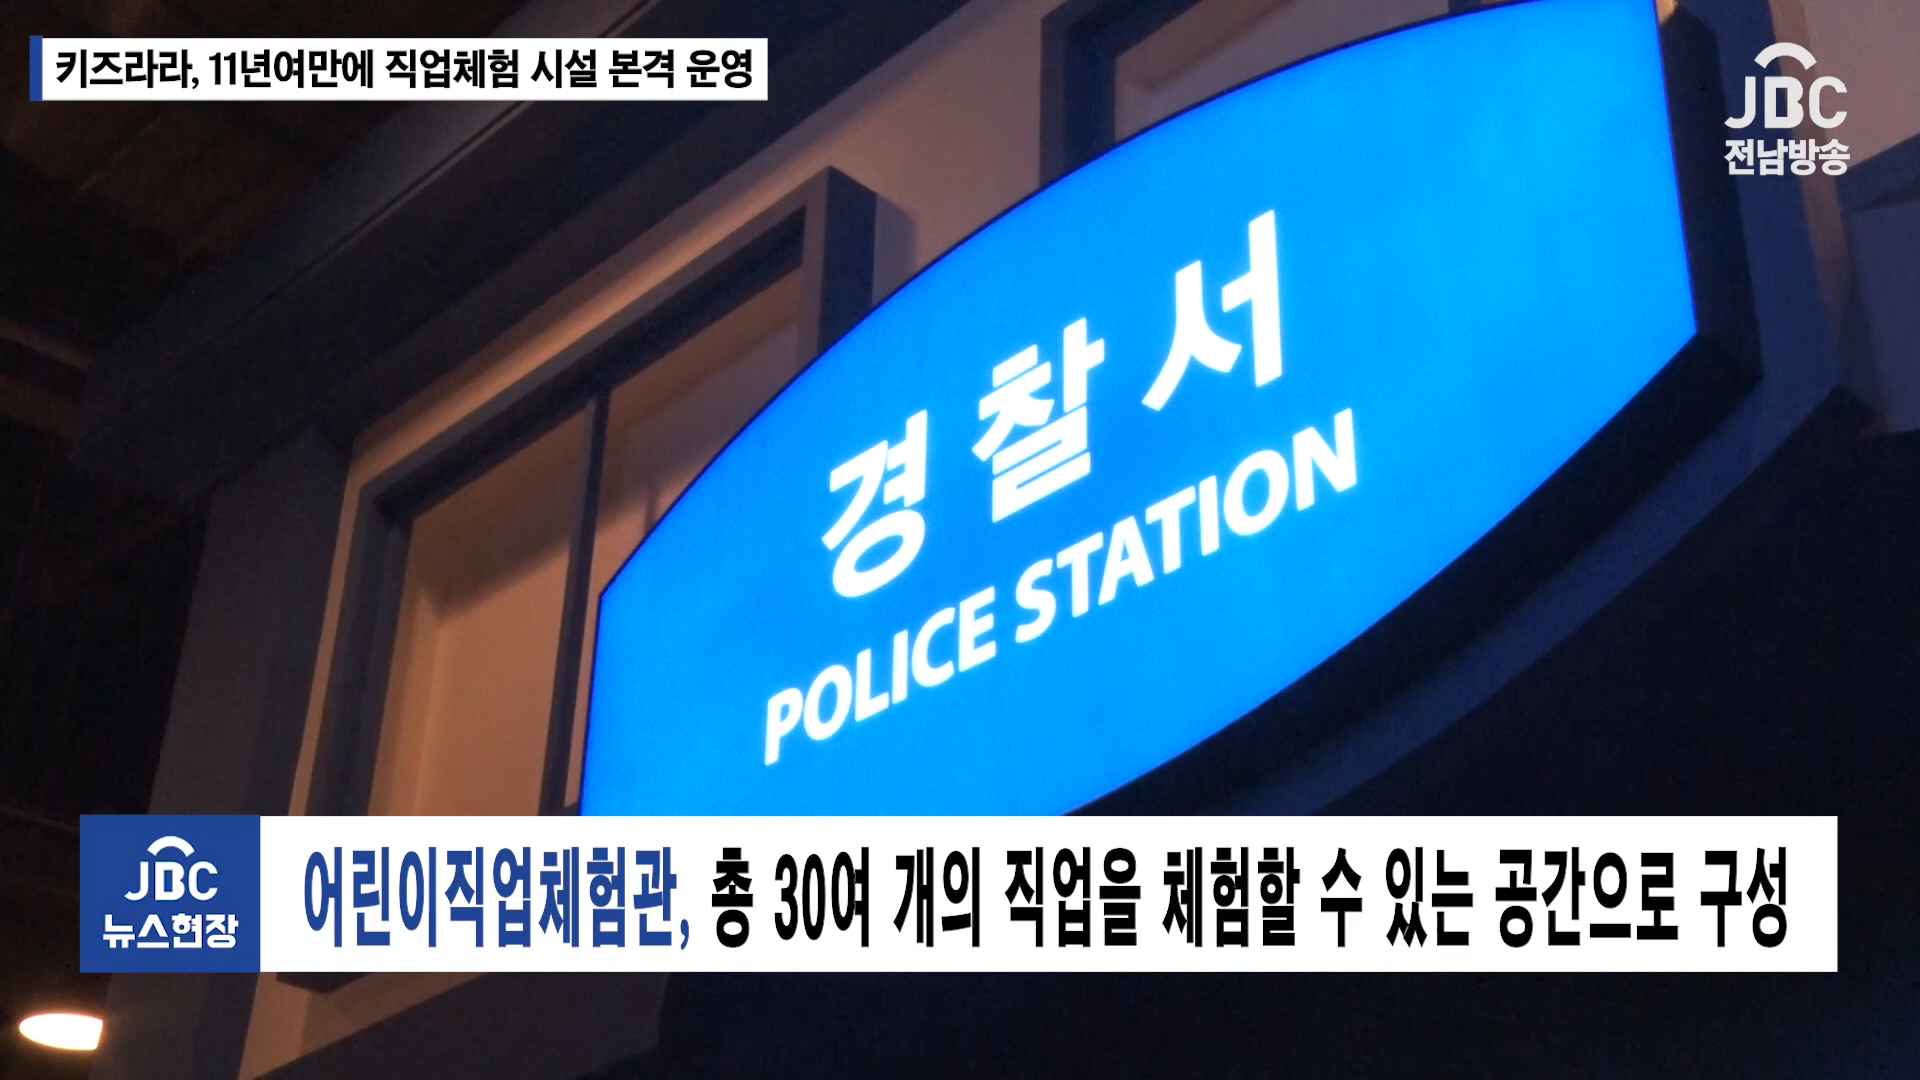 키즈라라, 11년여만에 직업체험 시설 본격 운영
JBC
전남방송
경찰서
POLICE STATION
JBC
뉴스현장
어린이직업체험관, 총 30여 개의 직업을 체험할 수 있는 공간으로 구성